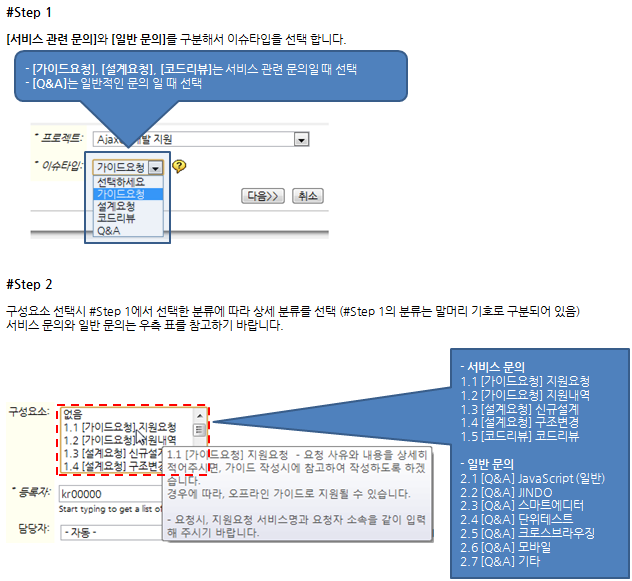 #Step 1
[서비스 관련 문의]와 [일반 문의]를 구분해서 이슈타입을 선택 합니다.
- [가이드요청], [설계요청], [코드리뷰]는 서비스 관련 문의일 때 선택
- [Q&A]는 일반적인 문의 일 때 선택
* 프로젝트: Ajax 개발 지원
* 이슈타입: 가이드요청
선택하세요
가이드요청
설계요청
코드리뷰
Q&A
다음>> 취소
#Step 2
구성요소 선택시 #Step 1에서 선택한 분류에 따라 상세 분류를 선택 (#Step 1의 분류는 말머리 기호로 구분되어 있음)
서비스 문의와 일반 문의는 우측 표를 참고하기 바랍니다.
구성요소: 없음
1.1 [가이드요청] 지원요청
1.2 [가이드요청] 지원내역
1.3 [설계요청] 신규설계
1.4 [설계요청] 구조변경
1.1 [가이드요청] 지원요청 - 요청 사유와 내용을 상세히
적어주시면, 가이드 작성시에 참고하여 작성하도록 하겠
습니다.
경우에 따라, 오프라인 가이드로 지원될 수 있습니다.
- 요청시, 지원요청 서비스명과 요청자 소속을 같이 입력
해 주시기 바랍니다.
* 등록자: kr00000
Start typing to get a list of
담당자: - 자동 -
- 서비스 문의
1.1 [가이드요청] 지원요청
1.2 [가이드요청] 지원내역
1.3 [설계요청] 신규설계
1.4 [설계요청] 구조변경
1.5 [코드리뷰] 코드리뷰
- 일반 문의
2.1 [Q&A] JavaScript (일반)
2.2 [Q&A] JINDO
2.3 [Q&A] 스마트에디터
2.4 [Q&A] 단위테스트
2.5 [Q&A] 크로스브라우징
2.6 [Q&A] 모바일
2.7 [Q&A] 기타